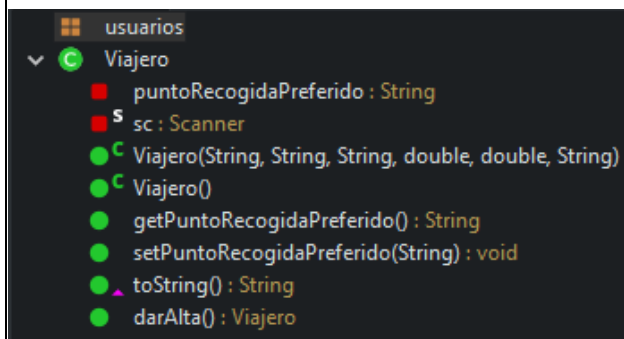 usuarios
C Viajero
puntoRecogidaPreferido : String
S sc : Scanner
C Viajero(String, String, String, double, double, String)
C Viajero()
getPuntoRecogidaPreferido() : String
setPuntoRecogidaPreferido(String) : void
toString() : String
darAlta() : Viajero